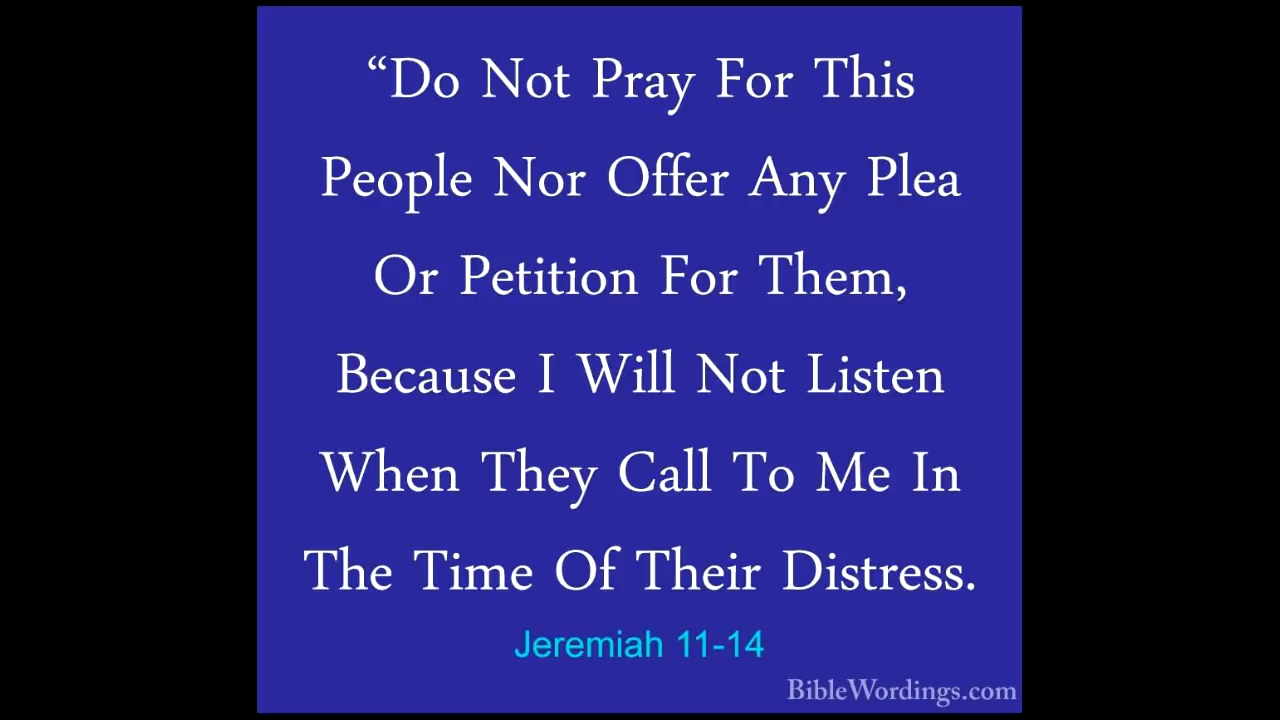 “Do Not Pray For This
People Nor Offer Any Plea
Or Petition For Them,
Because I Will Not Listen
When They Call To Me In
The Time Of Their Distress.
Jeremiah 11-14
BibleWordings.com